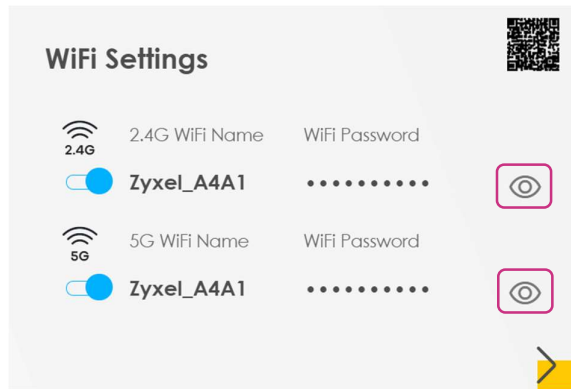 WiFi Settings
2.4G WiFi Name WiFi Password
2.4G
Zyxel_A4A1 ••••••••••
5G WiFi Name WiFi Password
5G
Zyxel_A4A1 ••••••••••